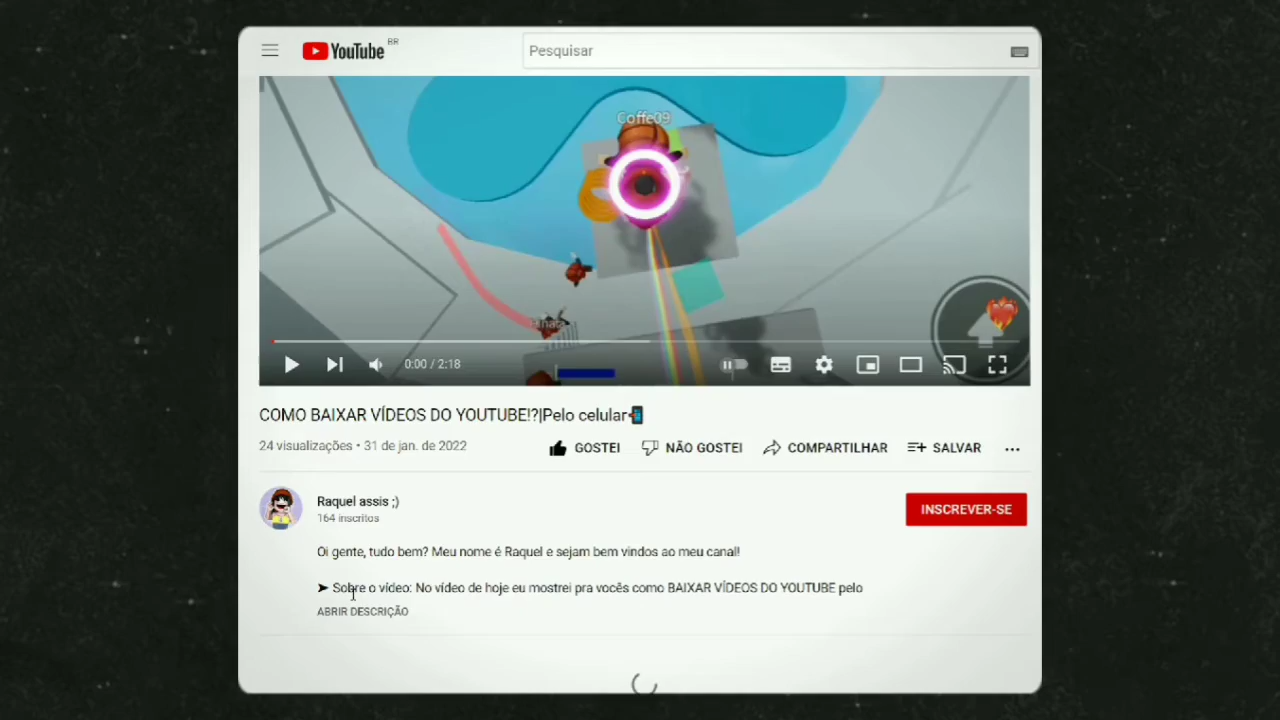 YouTube BR
Pesquisar
Coffe09
0:00 / 2:18
COMO BAIXAR VÍDEOS DO YOUTUBE!?|Pelo celular📲
24 visualizações • 31 de jan. de 2022
GOSTEI
NÃO GOSTEI
COMPARTILHAR
SALVAR
Raquel assis ;)
164 inscritos
INSCREVER-SE
Oi gente, tudo bem? Meu nome é Raquel e sejam bem vindos ao meu canal!
➤ Sobre o vídeo: No vídeo de hoje eu mostrei pra vocês como BAIXAR VÍDEOS DO YOUTUBE pelo
ABRIR DESCRIÇÃO